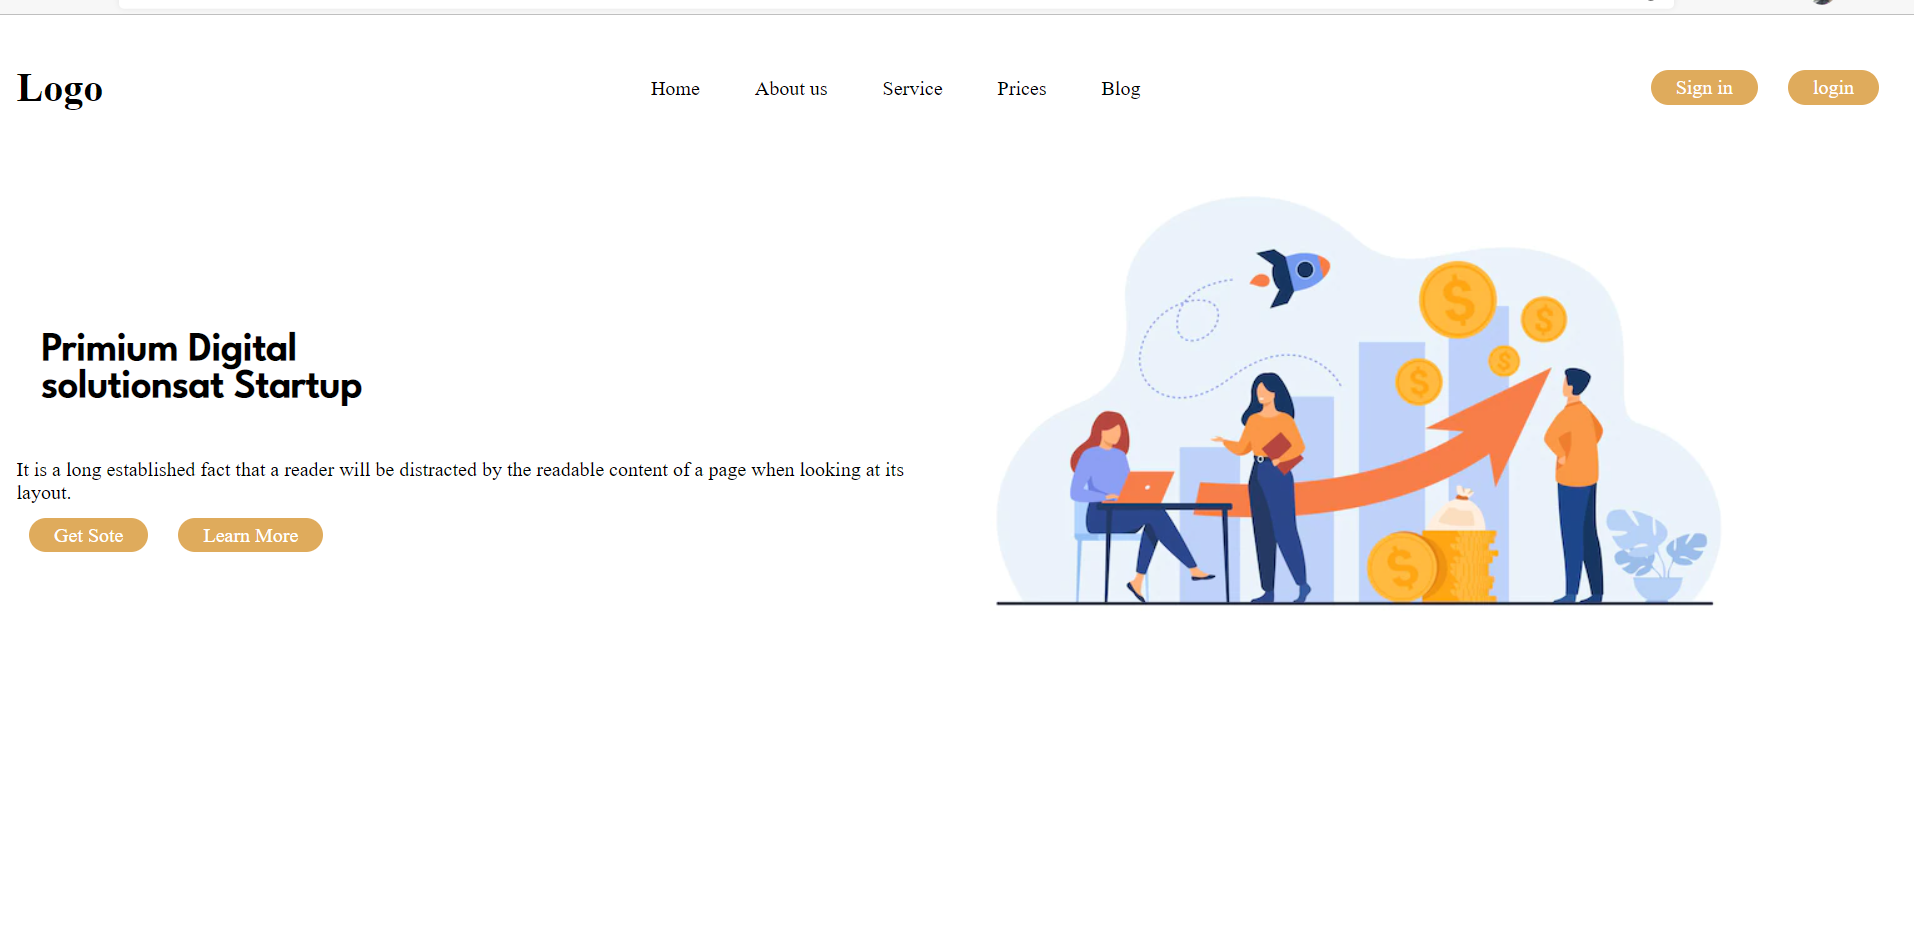 Logo
Home About us Service Prices Blog
Sign in login
Primium Digital
solutionsat Startup
It is a long established fact that a reader will be distracted by the readable content of a page when looking at its
layout.
Get Sote Learn More
$
$
$
$
$